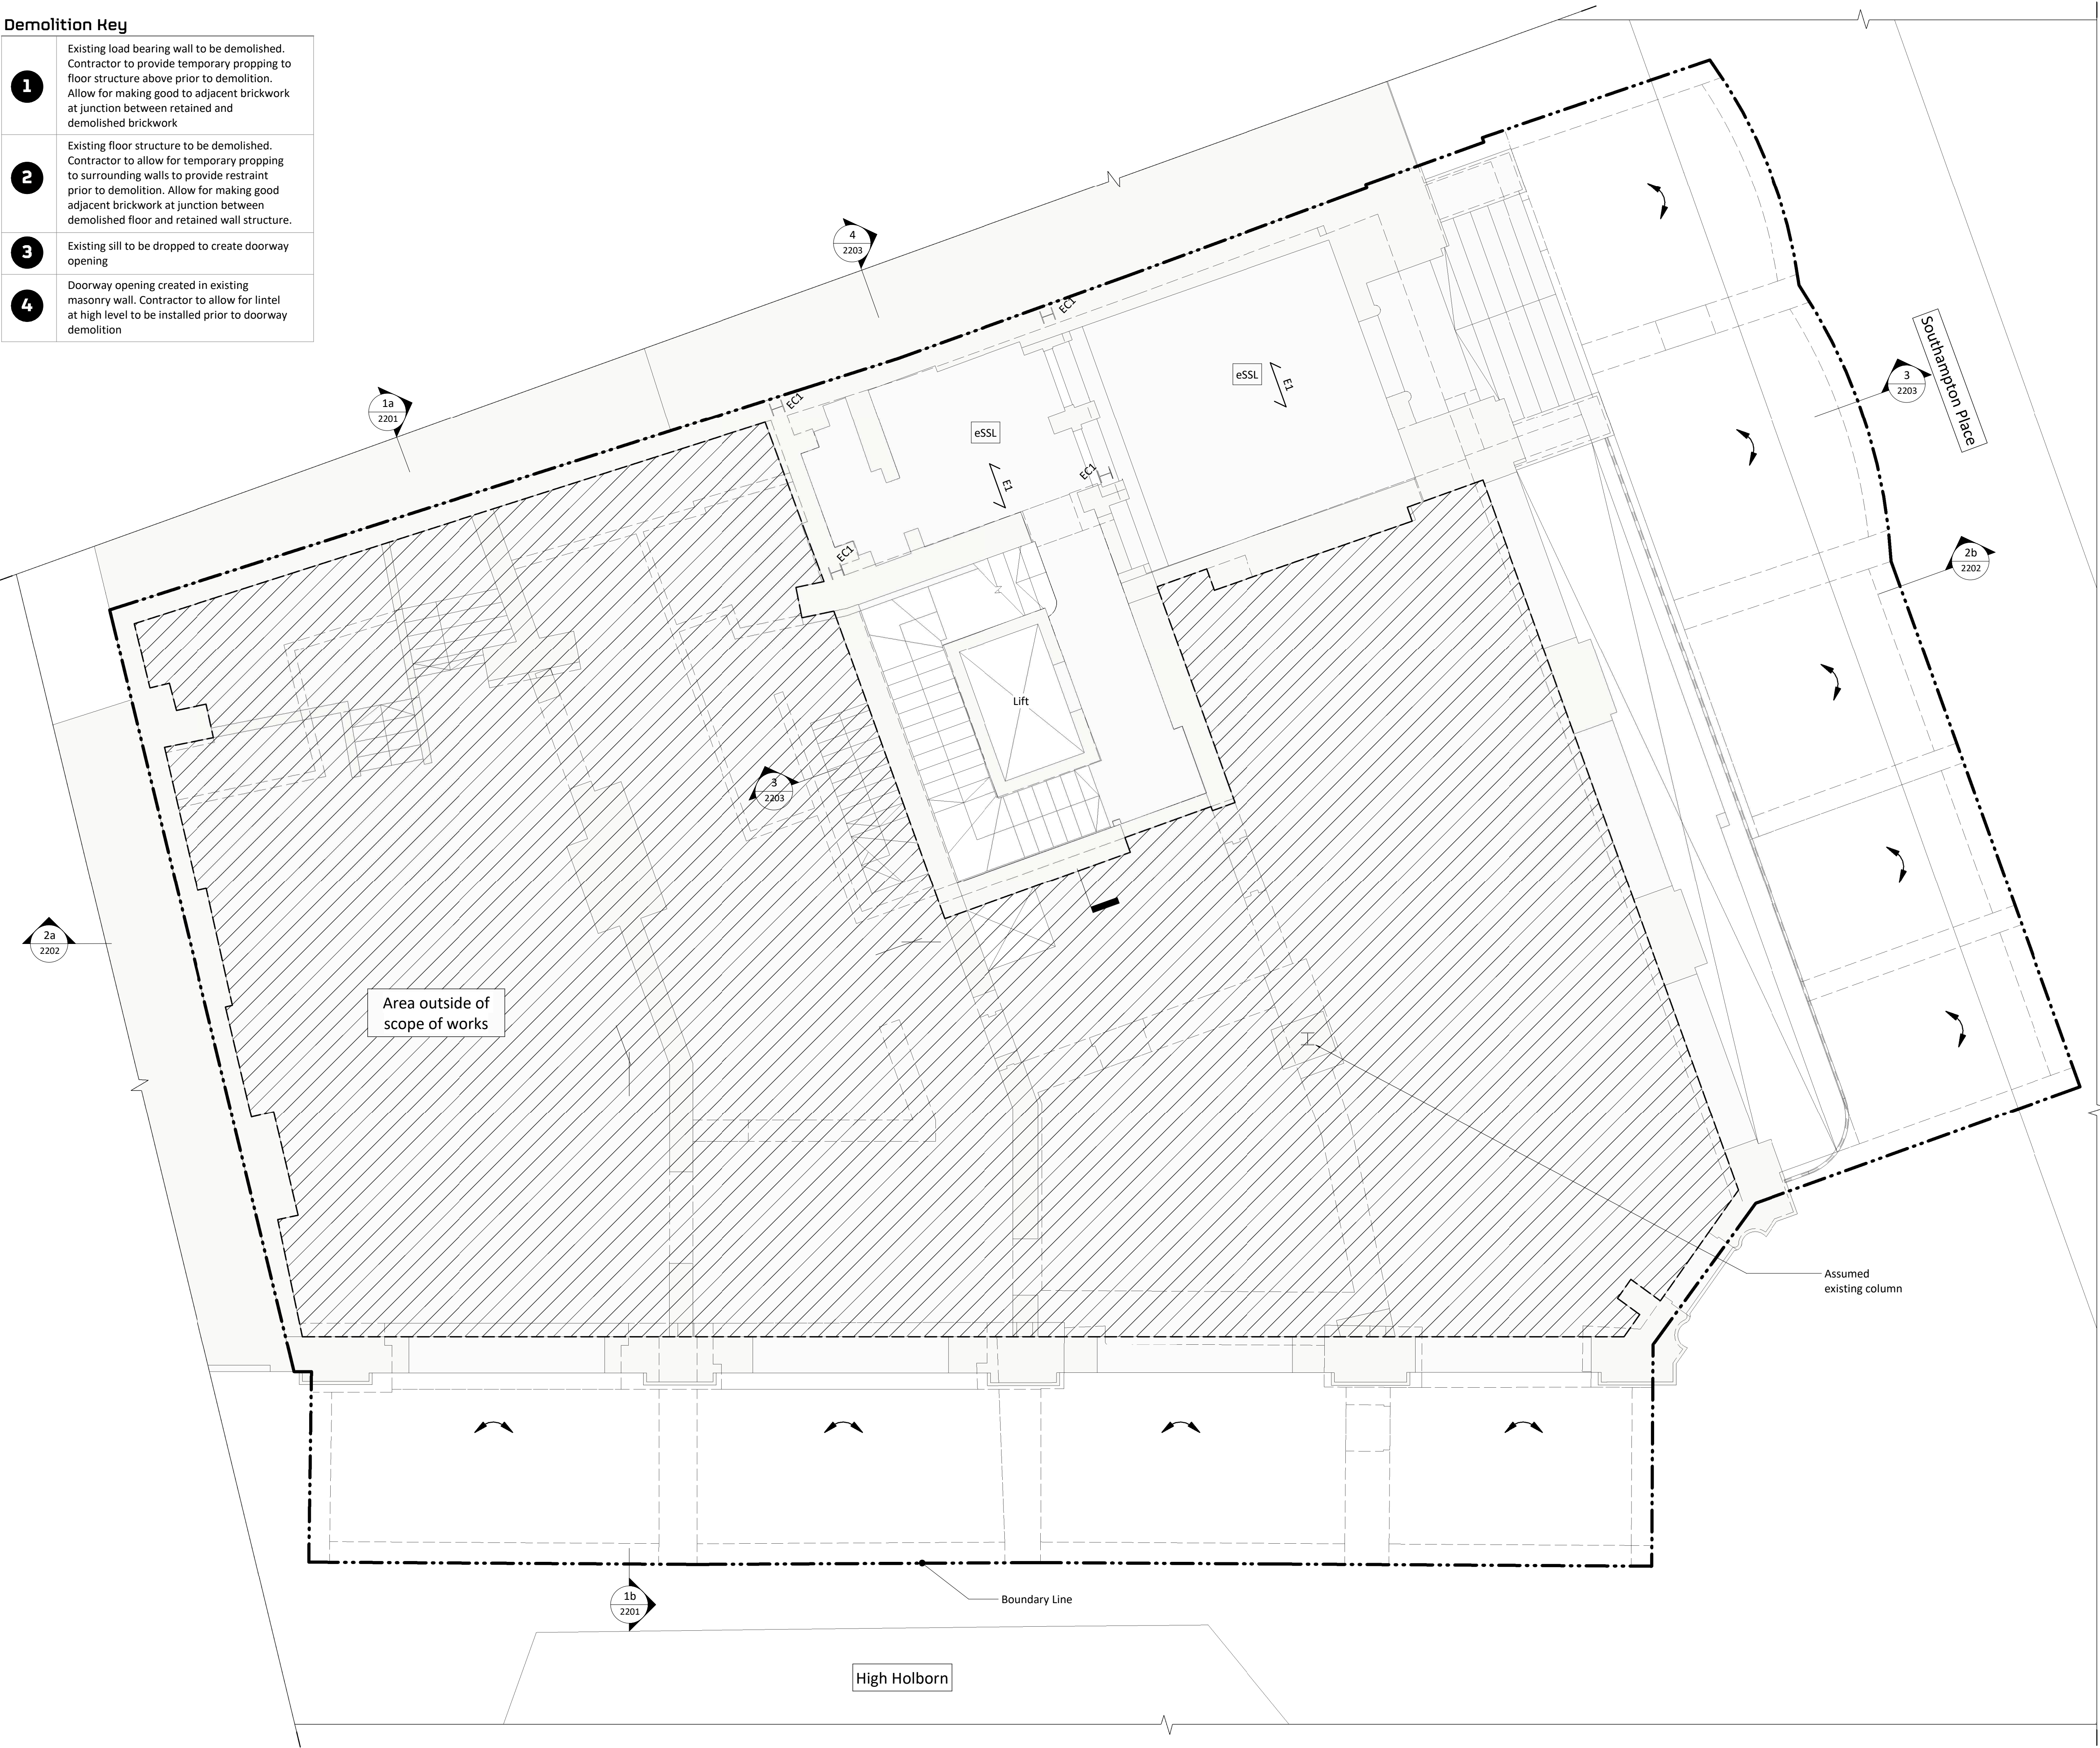 Demolition Key
1
Existing load bearing wall to be demolished.
Contractor to provide temporary propping to
floor structure above prior to demolition.
Allow for making good to adjacent brickwork
at junction between retained and
demolished brickwork
2
Existing floor structure to be demolished.
Contractor to allow for temporary propping
to surrounding walls to provide restraint
prior to demolition. Allow for making good
adjacent brickwork at junction between
demolished floor and retained wall structure.
3
Existing sill to be dropped to create doorway
opening
4
Doorway opening created in existing
masonry wall. Contractor to allow for lintel
at high level to be installed prior to doorway
demolition
4
2203
1a
2201
EC1
EC1
eSSL
E1
eSSL
E1
EC1
EC1
Southampton Place
3
2203
2b
2202
Lift
3
2203
2a
2202
Area outside of
scope of works
Assumed
existing column
1b
2201
Boundary Line
High Holborn